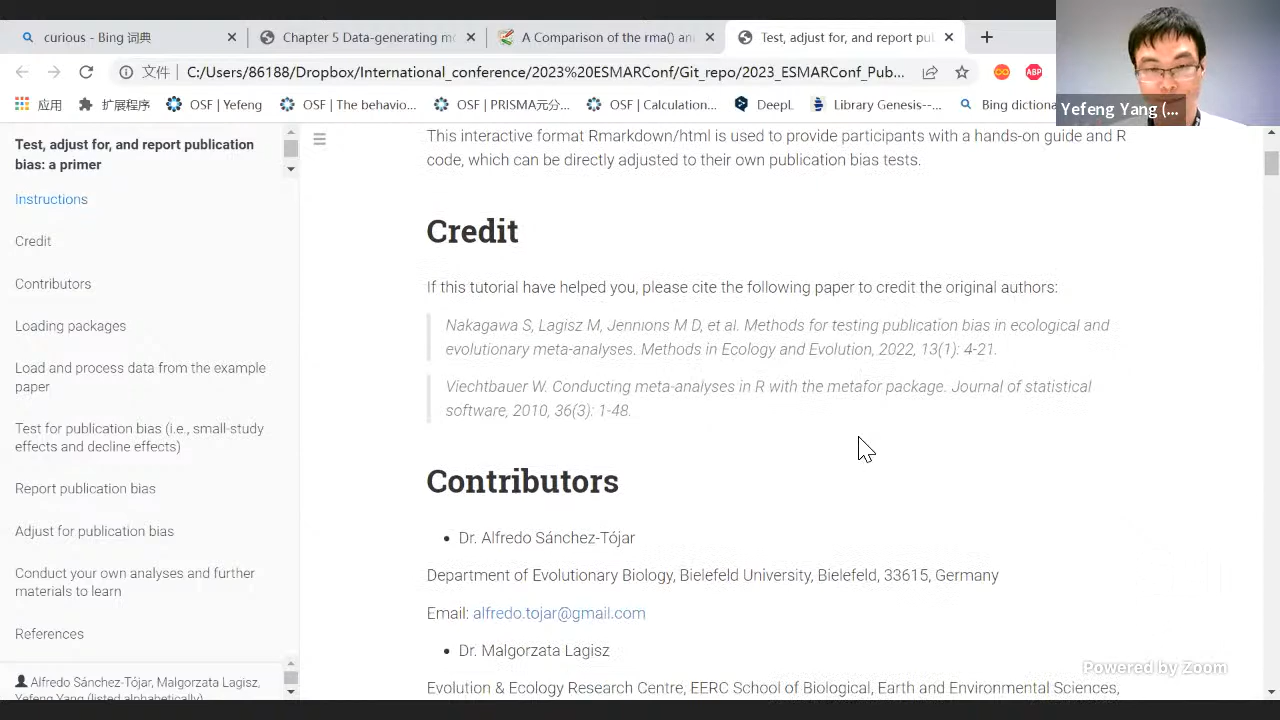 curious - Bing 词典
Chapter 5 Data-generating m
A Comparison of the rma() an
Test, adjust for, and report pu
文件
C:/Users/86188/Dropbox/International_conference/2023%20ESMARConf/Git_repo/2023_ESMARConf_Pub...
应用
扩展程序
OSF | Yefeng
OSF | The behavio...
OSF | PRISMA元分...
OSF | Calculation...
DeepL
Library Genesis--...
Bing dictiona
ABP
Yefeng Yang (...
Test, adjust for, and report publication
bias: a primer
Instructions
Credit
Contributors
Loading packages
Load and process data from the example
paper
Test for publication bias (i.e., small-study
effects and decline effects)
Report publication bias
Adjust for publication bias
Conduct your own analyses and further
materials to learn
References
Alfredo Sánchez-Tójar, Malgorzata Lagisz,
Yefeng Yang (listed alphabetically)
This interactive format Rmarkdown/html is used to provide participants with a hands-on guide and R
code, which can be directly adjusted to their own publication bias tests.
Credit
If this tutorial have helped you, please cite the following paper to credit the original authors:
Nakagawa S, Lagisz M, Jennions M D, et al. Methods for testing publication bias in ecological and
evolutionary meta-analyses. Methods in Ecology and Evolution, 2022, 13(1): 4-21.
Viechtbauer W. Conducting meta-analyses in R with the metafor package. Journal of statistical
software, 2010, 36(3): 1-48.
Contributors
• Dr. Alfredo Sánchez-Tójar
Department of Evolutionary Biology, Bielefeld University, Bielefeld, 33615, Germany
Email: alfredo.tojar@gmail.com
• Dr. Malgorzata Lagisz
Evolution & Ecology Research Centre, EERC School of Biological, Earth and Environmental Sciences,
Powered by Zoom